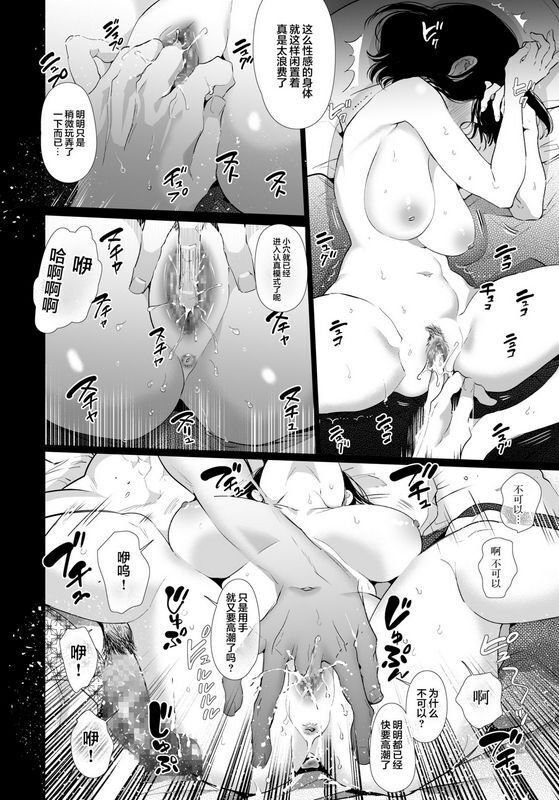 这么性感的身体
就这样闲置着
真是太浪费了
明明只是
稍微玩弄了
一下而已…
小穴就已经
进入认真模式了呢
咿
哈啊啊啊
不可以…
啊 不可以
为什么
不可以?
明明都已经
快要高潮了
啊
只是用手
就又要高潮了吗?
咿呜!
咿!
咿!